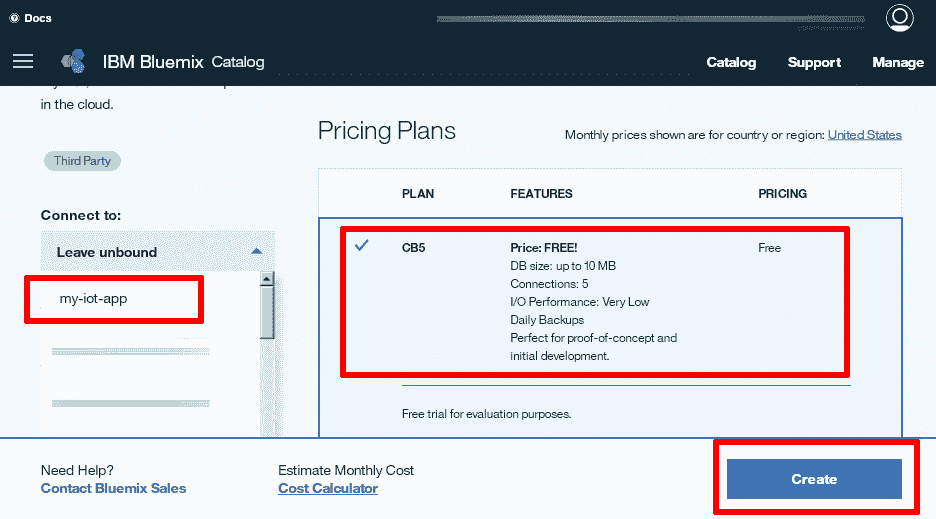 Docs
IBM Bluemix Catalog
Catalog Support Manage
in the cloud.
Third Party
Connect to:
Leave unbound
my-iot-app
Pricing Plans
Monthly prices shown are for country or region: United States
PLAN FEATURES PRICING
CB5 Price: FREE! Free
DB size: up to 10 MB
Connections: 5
I/O Performance: Very Low
Daily Backups
Perfect for proof-of-concept and
initial development.
Free trial for evaluation purposes.
Need Help?
Contact Bluemix Sales
Estimate Monthly Cost
Cost Calculator
Create